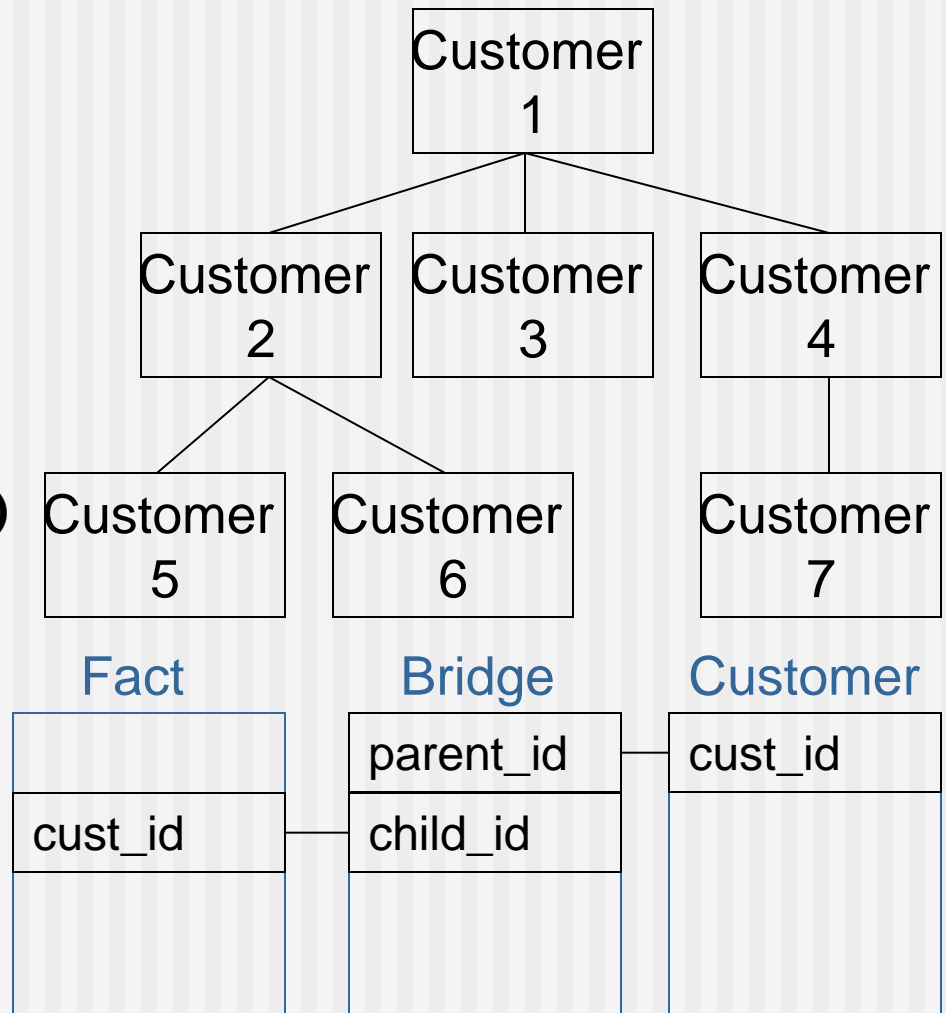 Customer
1
Customer
2
Customer
3
Customer
4
)
Customer
5
Customer
6
Customer
7
Fact
Bridge
Customer
parent_id
cust_id
cust_id
child_id